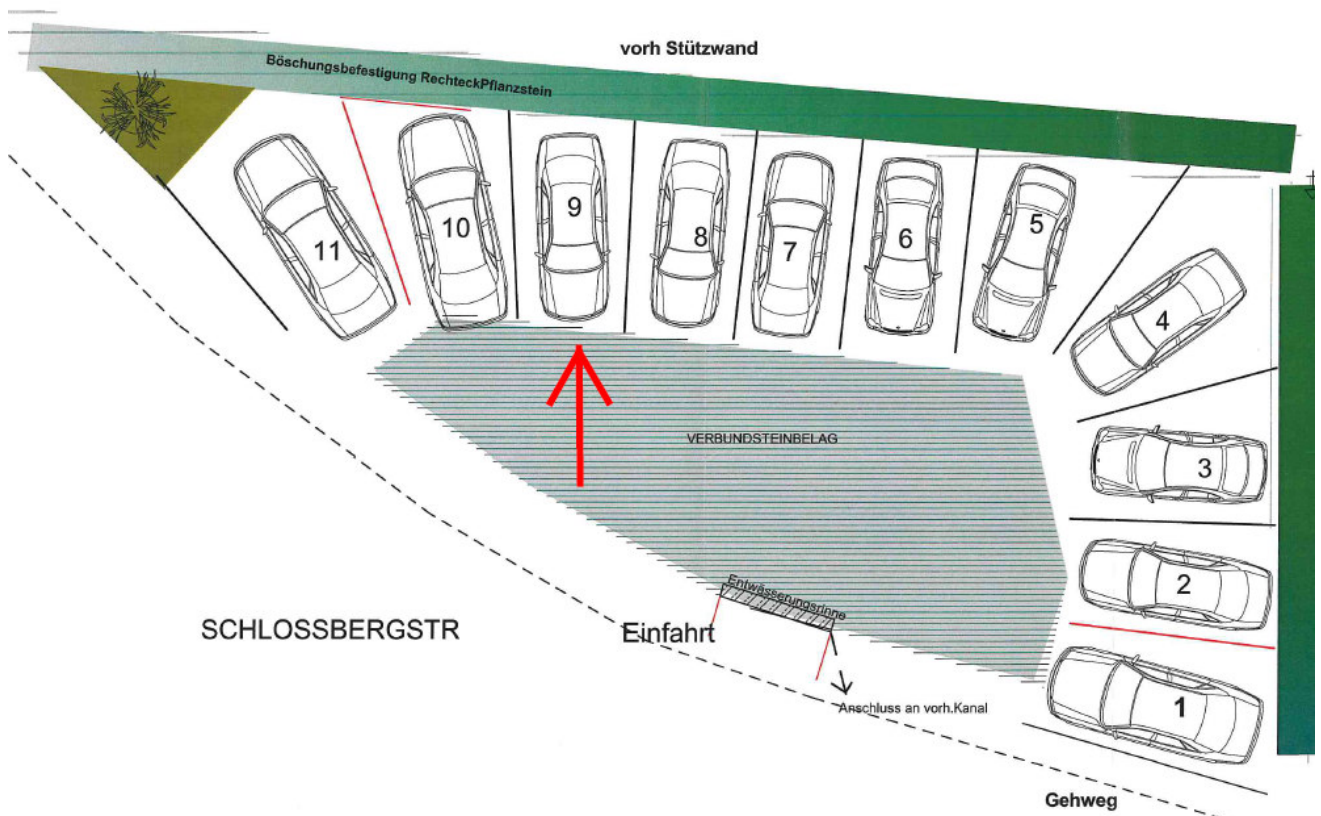 vorh Stützwand
Böschungsbefestigung RechteckPflanzstein
11
10
9
8
7
6
5
4
3
2
1
VERBUNDSTEINBELAG
Entwässerungsrinne
SCHLOSSBERGSTR
Einfahrt
Anschluss an vorh.Kanal
Gehweg